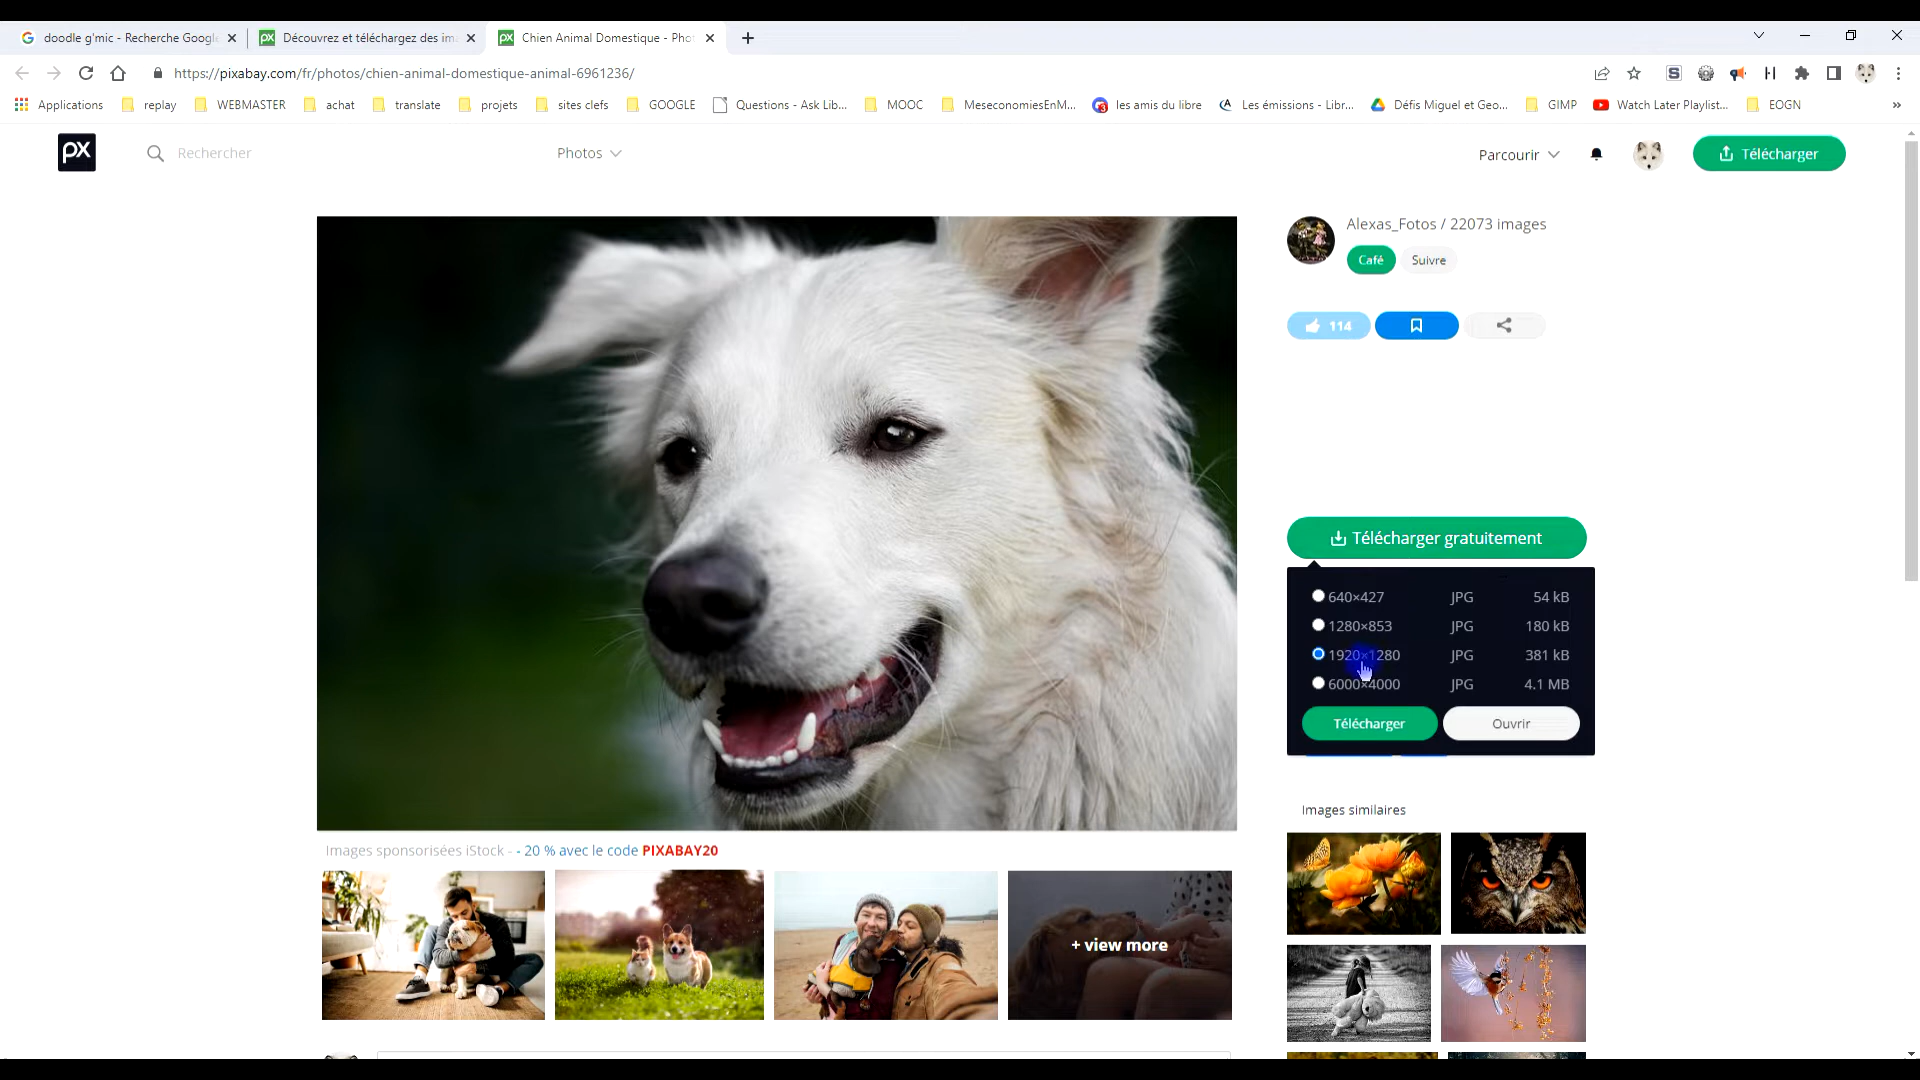 doodle g'mic - Recherche Google
Découvrez et téléchargez des im
Chien Animal Domestique - Pho
https://pixabay.com/fr/photos/chien-animal-domestique-animal-6961236/
Applications replay WEBMASTER achat translate projets sites clefs GOOGLE Questions - Ask Lib... MOOC MeseconomiesEnM... les amis du libre Les émissions - Libr... Défis Miguel et Geo... GIMP Watch Later Playlist... EOGN »
px
Rechercher
Photos
Parcourir
Télécharger
Alexas_Fotos / 22073 images
Café
Suivre
114
Télécharger gratuitement
640×427 JPG 54 kB
1280×853 JPG 180 kB
1920×1280 JPG 381 kB
6000×4000 JPG 4.1 MB
Télécharger
Ouvrir
Images similaires
Images sponsorisées iStock - - 20 % avec le code PIXABAY20
+ view more